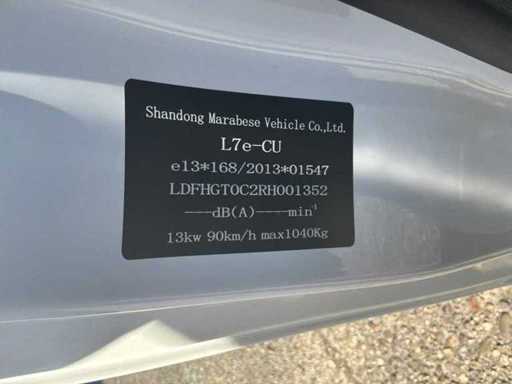 Shandong Marabese Vehicle Co.,Ltd.
L7e-CU
e13*168/2013*01547
LDFHGT0C2RH001352
---dB(A)----min⁻¹
13kw 90km/h max1040Kg